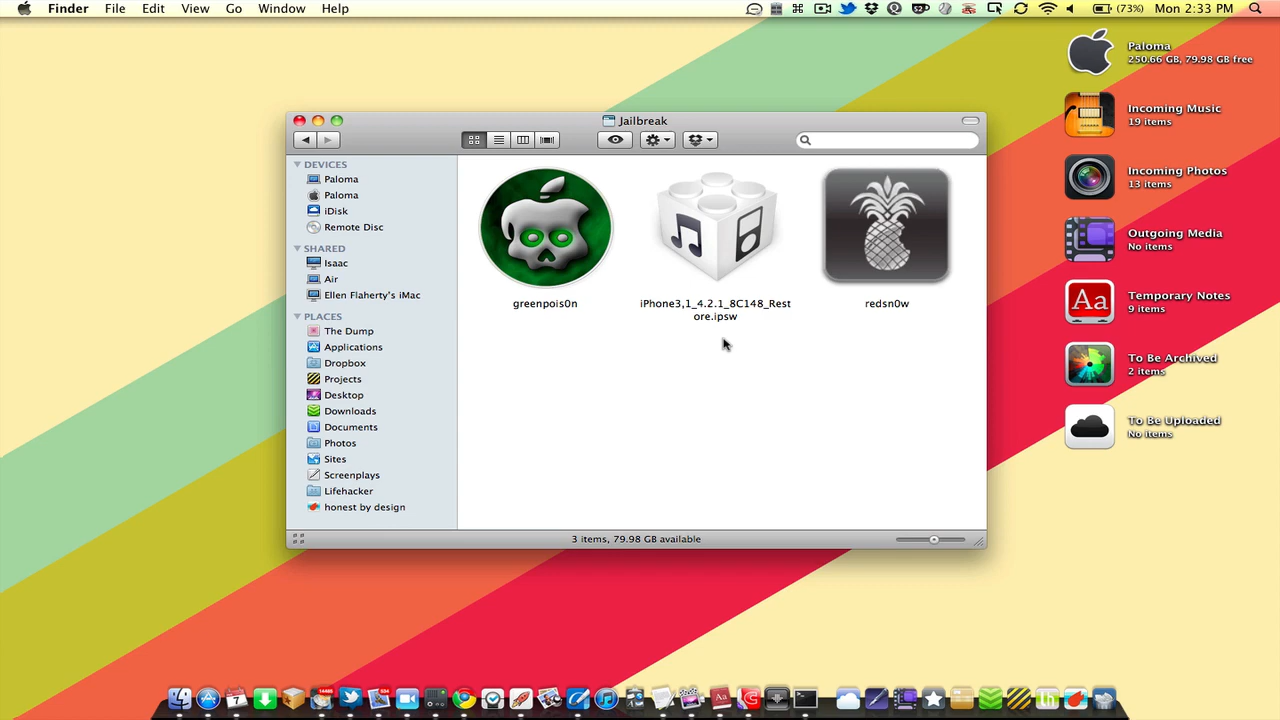 Finder File Edit View Go Window Help
52
(73%) Mon 2:33 PM
Jailbreak
DEVICES
Paloma
Paloma
iDisk
Remote Disc
SHARED
Isaac
Air
Ellen Flaherty's iMac
PLACES
The Dump
Applications
Dropbox
Projects
Desktop
Downloads
Documents
Photos
Sites
Screenplays
Lifehacker
honest by design
greenpois0n
iPhone3,1_4.2.1_8C148_Rest
ore.ipsw
redsn0w
3 items, 79.98 GB available
Paloma
250.66 GB, 79.98 GB free
Incoming Music
19 items
Incoming Photos
13 items
Outgoing Media
No items
Aa
Temporary Notes
9 items
To Be Archived
2 items
To Be Uploaded
No items
7
Aa